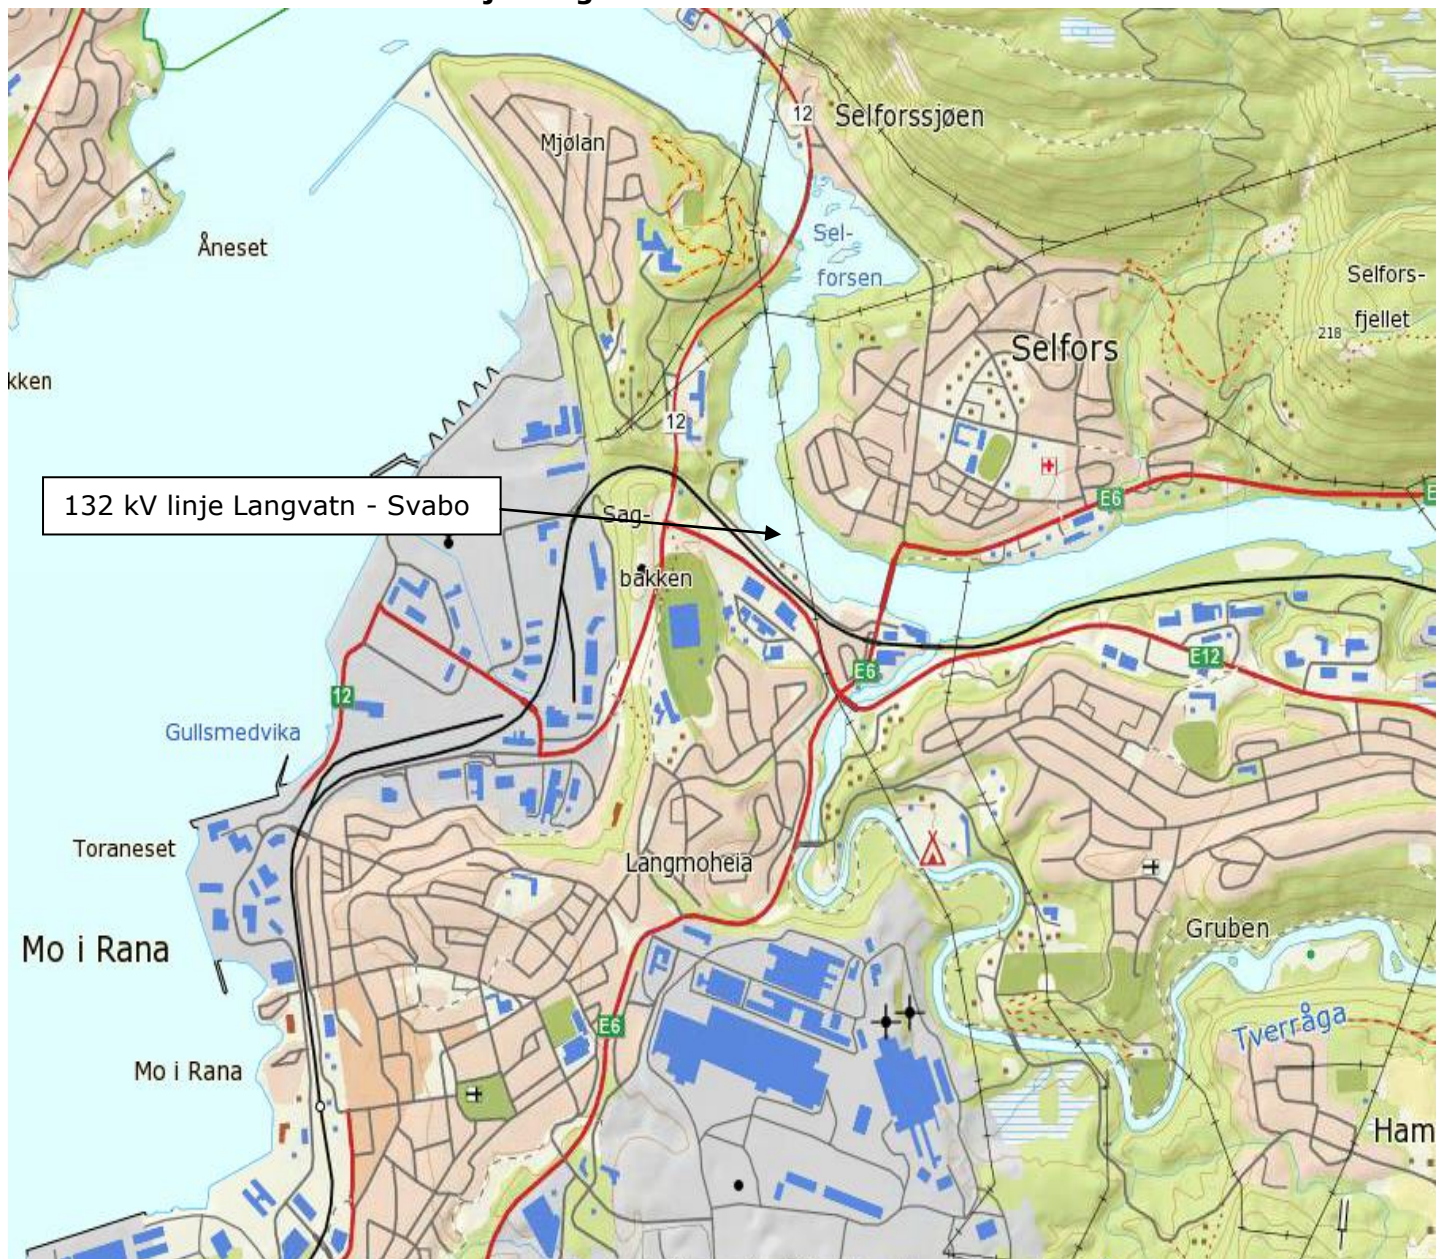 E
12
Selforssjøen
Mjølan
Sel-
forsen
Åneset
Selfors-
fjellet
218
Selfors
kken
12
E6
E
132 kV linje Langvatn - Svabo
Sag-
bakken
E12
E6
12
Gullsmedvika
Toraneset
Langmoheia
Gruben
Mo i Rana
E6
Tverråga
Mo i Rana
Ham